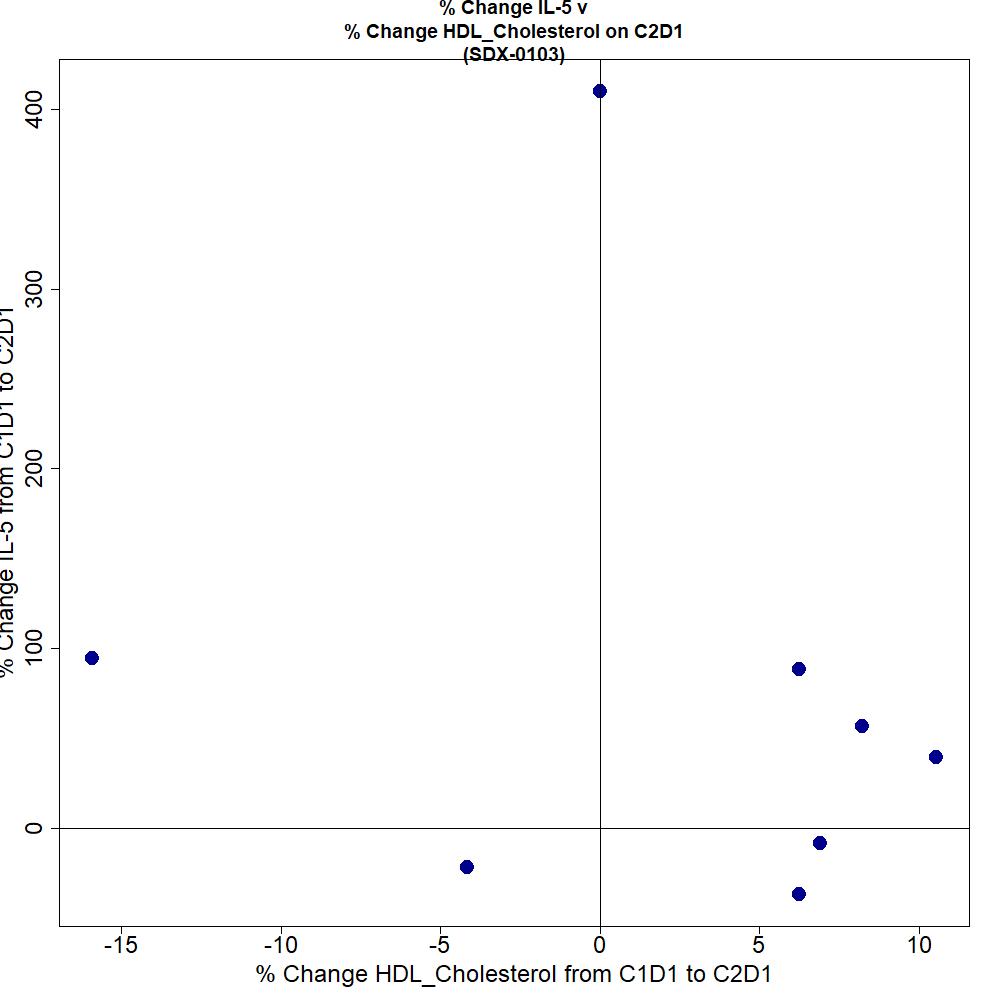 % Change IL-5 v
% Change HDL_Cholesterol on C2D1
(SDX-0103)
% Change IL-5 from C1D1 to C2D1
400
300
200
100
0
-15
-10
-5
0
5
10
% Change HDL_Cholesterol from C1D1 to C2D1